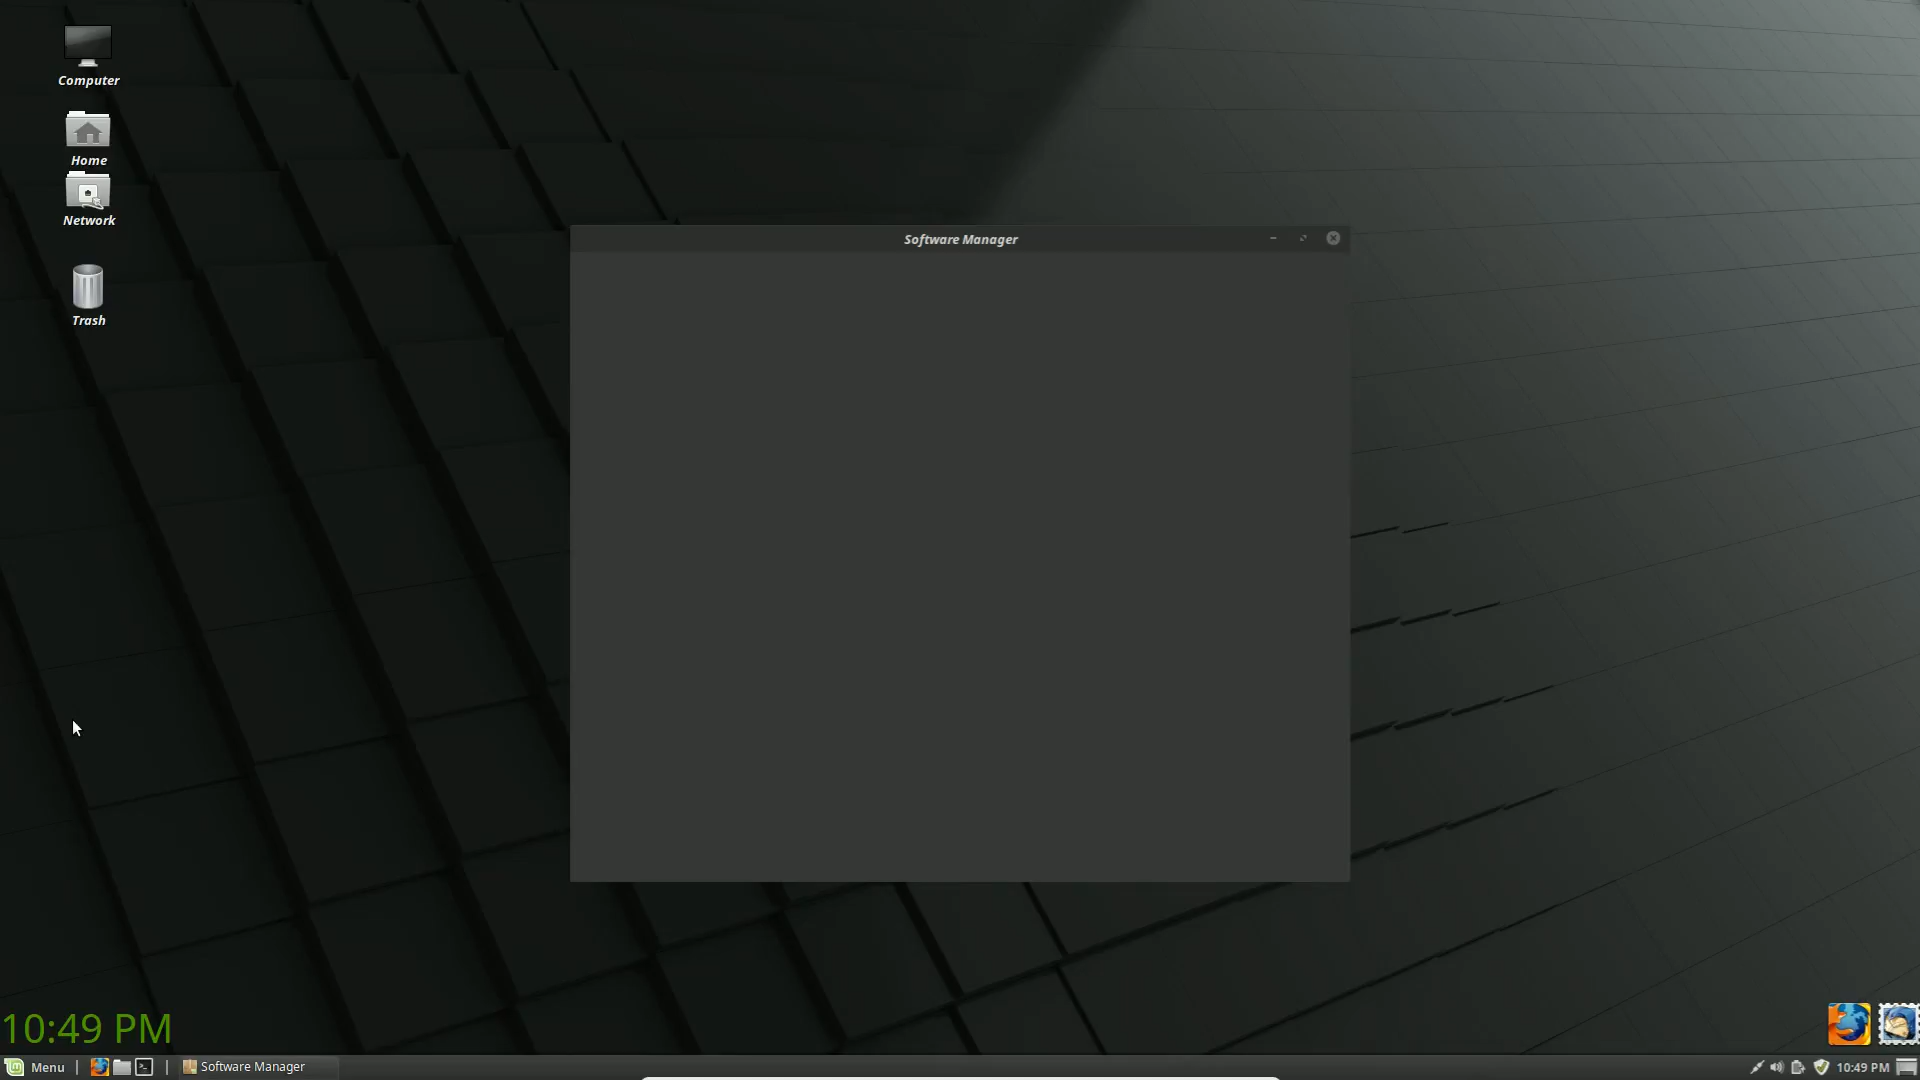 Computer
Home
Network
Trash
Software Manager
10:49 PM
Menu
Software Manager
10:49 PM